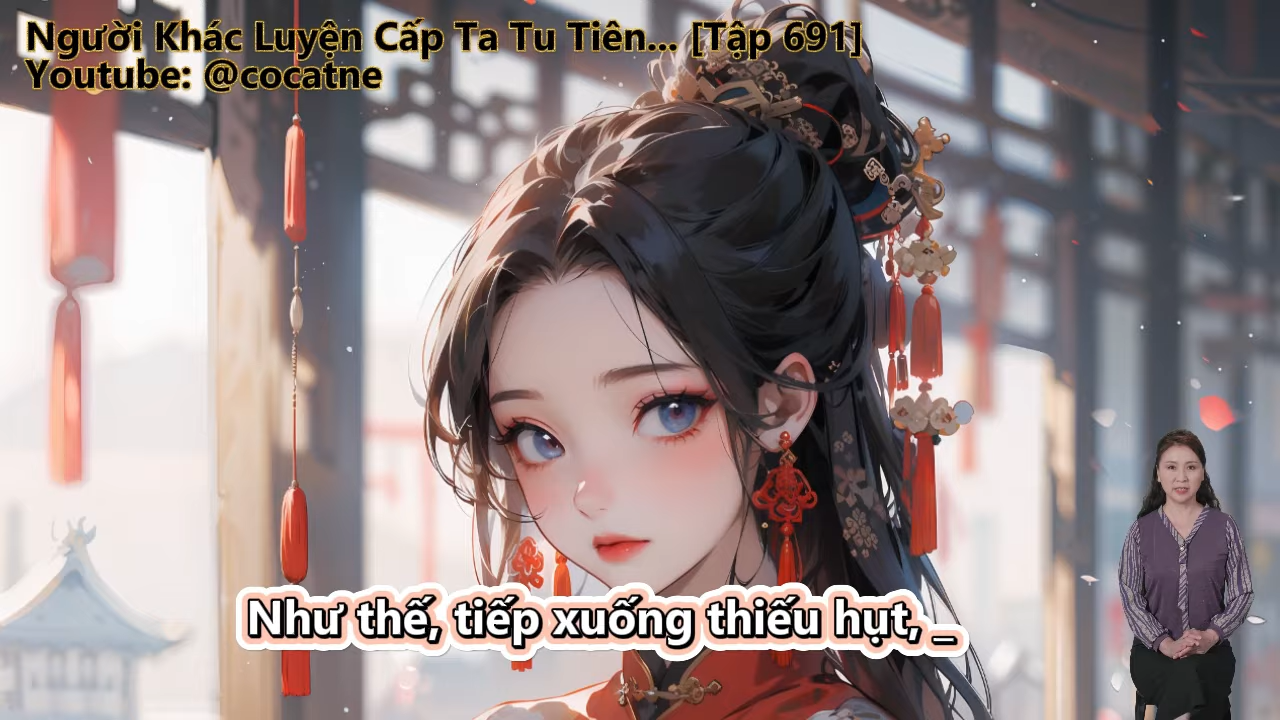 Người Khác Luyện Cấp Ta Tu Tiên... [Tập 691]
Youtube: @cocatne
Như thế, tiếp xuống thiếu hụt, _